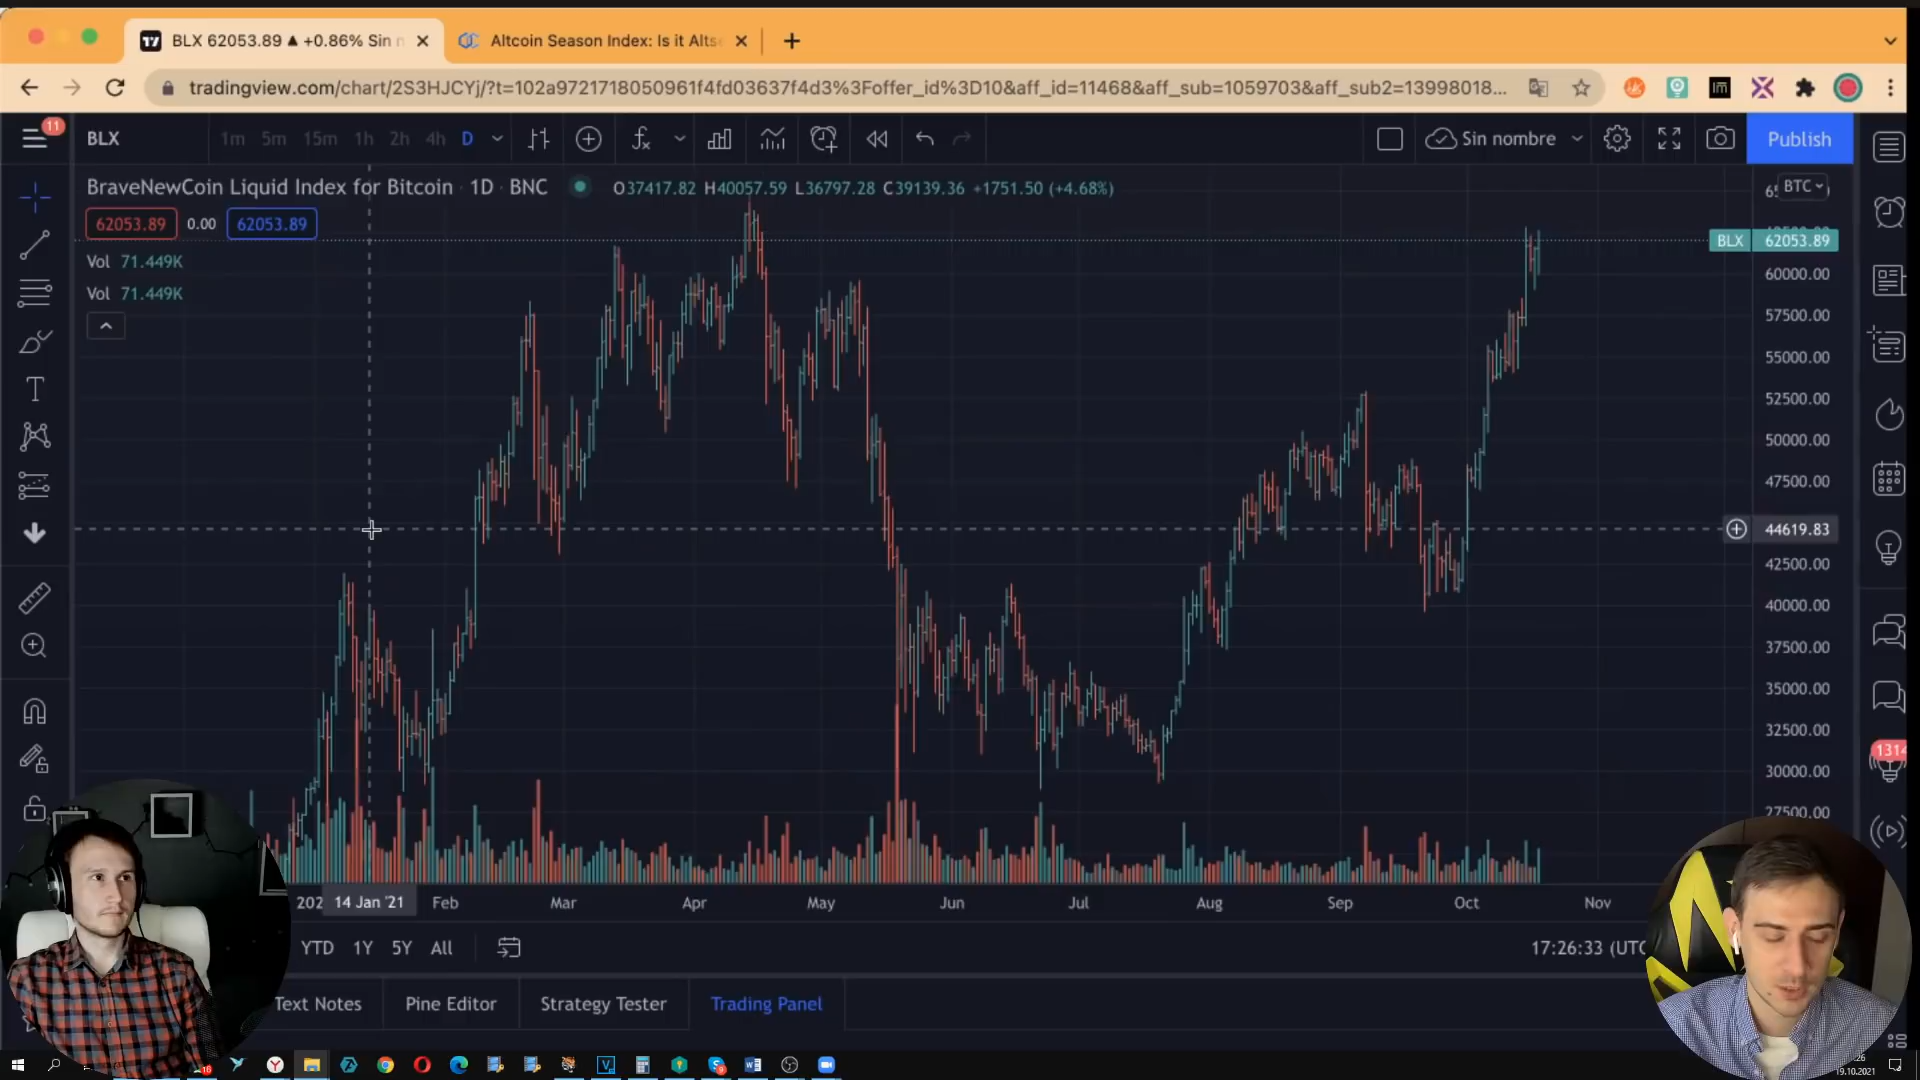 BLX 62053.89 ▲ +0.86% Sin n
Altcoin Season Index: Is it Alts
tradingview.com/chart/2S3HJCYj/?t=102a9721718050961f4fd03637f4d3%3Foffer_id%3D10&aff_id=11468&aff_sub=1059703&aff_sub2=13998018...
11
BLX
1m 5m 15m 1h 2h 4h D
Sin nombre
Publish
BraveNewCoin Liquid Index for Bitcoin · 1D · BNC
O37417.82 H40057.59 L36797.28 C39139.36 +1751.50 (+4.68%)
BTC
62053.89 0.00 62053.89
BLX 62053.89
Vol 71.449K
Vol 71.449K
60000.00
57500.00
55000.00
52500.00
50000.00
47500.00
44619.83
42500.00
40000.00
37500.00
35000.00
32500.00
30000.00
27500.00
1314
14 Jan '21 Feb Mar Apr May Jun Jul Aug Sep Oct Nov
YTD 1Y 5Y All
17:26:33 (UTC
Text Notes Pine Editor Strategy Tester Trading Panel
19.10.2021